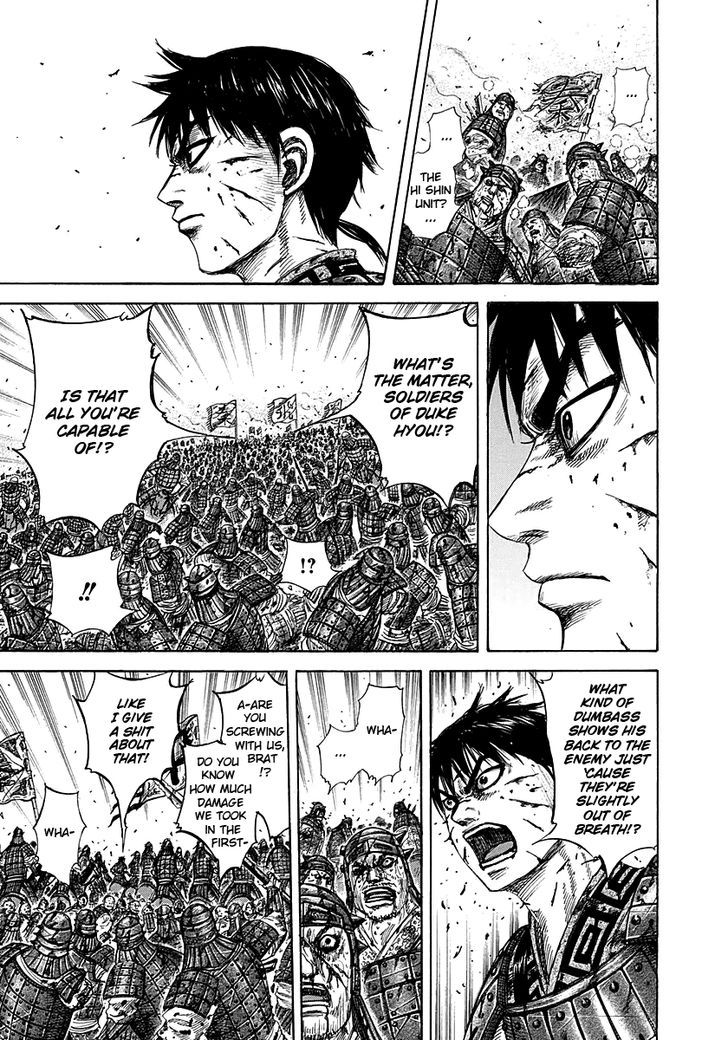 ...
...
THE
HI SHIN
UNIT?
...
WHAT'S
THE MATTER,
SOLDIERS
OF DUKE
HYOU!?
IS THAT
ALL YOU'RE
CAPABLE
OF!?
!?
!!
WHAT
KIND OF
DUMBASS
SHOWS HIS
BACK TO THE
ENEMY JUST
'CAUSE
THEY'RE
SLIGHTLY
OUT OF
BREATH!?
WHA-
...
A-ARE
YOU
SCREWING
WITH US,
BRAT
!?
DO YOU
KNOW
HOW MUCH
DAMAGE
WE TOOK
IN THE
FIRST-
LIKE
I GIVE
A SHIT
ABOUT
THAT!
WHA-